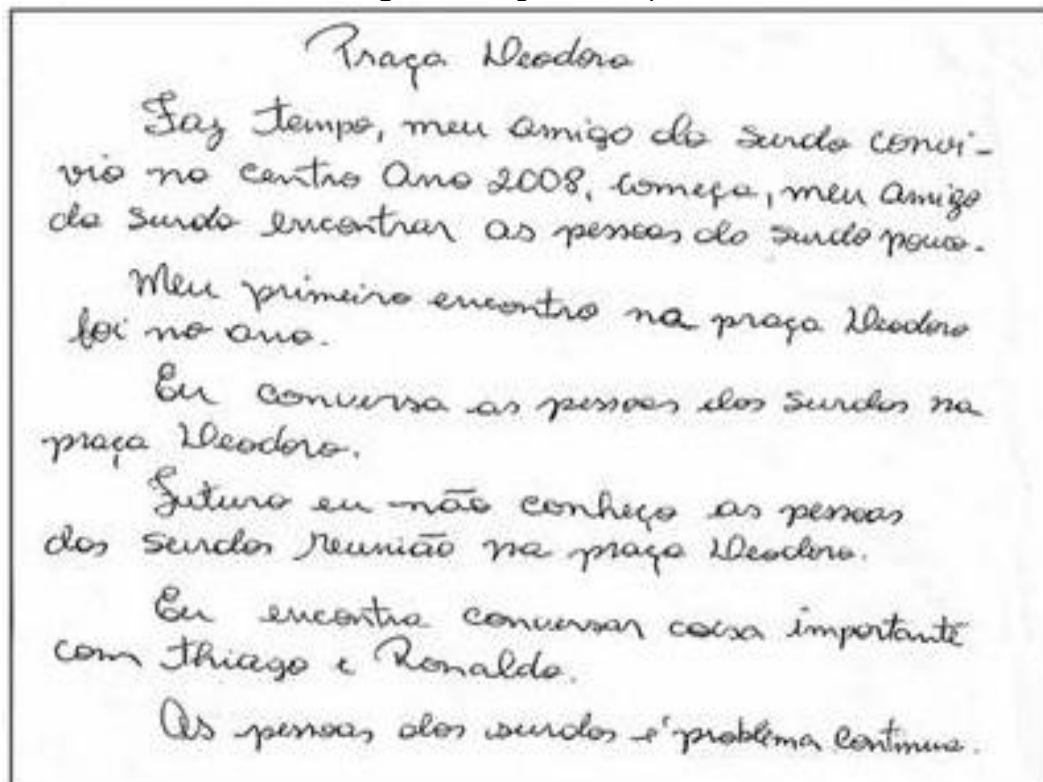 Praça Deodoro
Faz tempo, meu amigo do surdo convi-
vio no centro Ano 2008, começa, meu amigo
do surdo encontrar as pessoas do surdo pouco.
Meu primeiro encontro na praça Deodoro
foi no ano.
Eu conversa as pessoas dos surdos na
praça Deodoro.
Futuro eu não conheço as pessoas
dos surdos reunião na praça Deodoro.
Eu encontra conversar coisa importante
com Thiago e Ronaldo.
As pessoas dos surdos é problema continua.